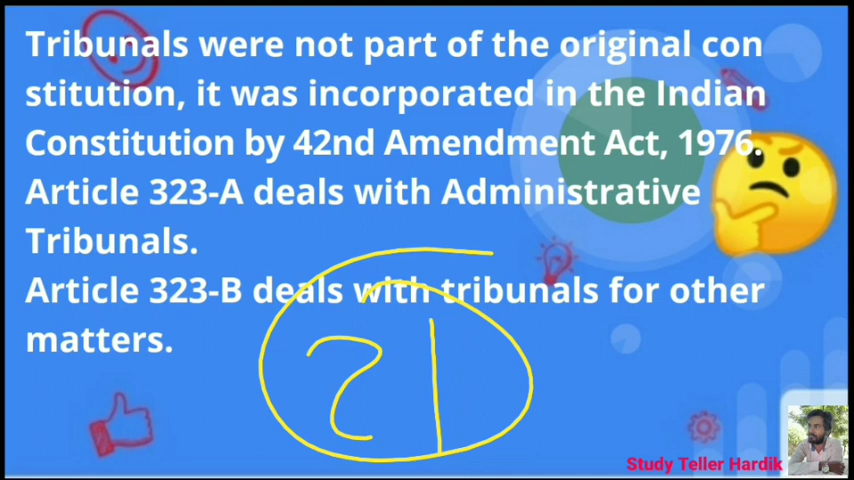 Tribunals were not part of the original con
stitution, it was incorporated in the Indian
Constitution by 42nd Amendment Act, 1976.
Article 323-A deals with Administrative
Tribunals.
Article 323-B deals with tribunals for other
matters.
21
Study Teller Hardik